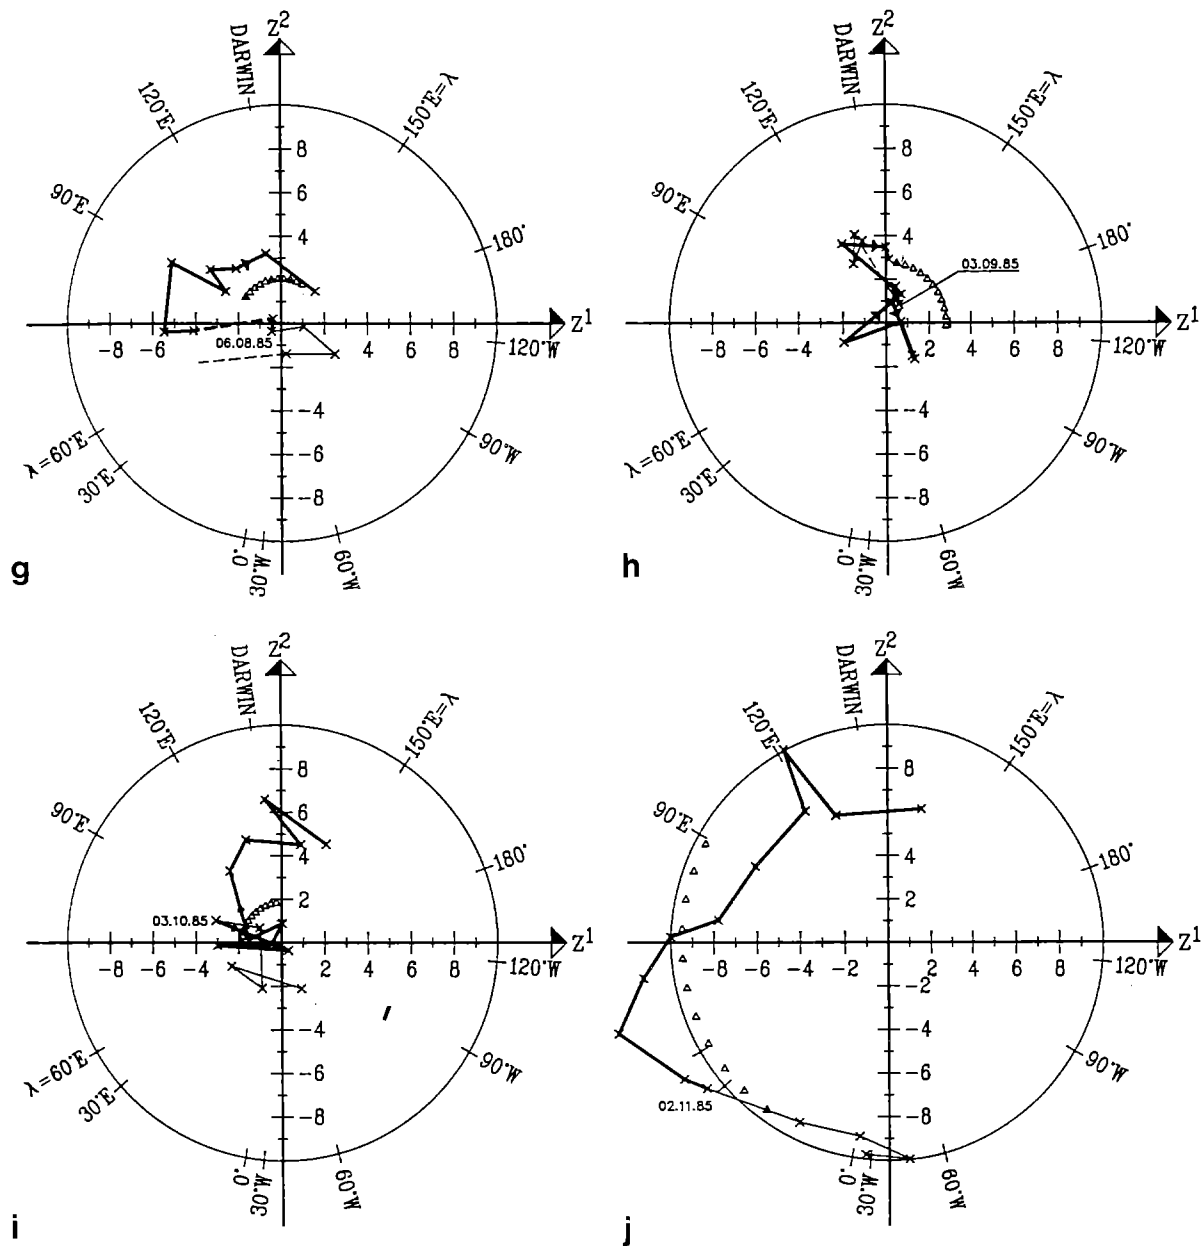 Z2
DARWIN
120°E
150°E=λ
90°E
8
6
4
180°
Z1
-8 -6
2 4 6 8
120°W
06.08.85
-4
-6
-8
λ=60°E
30°E
90°W
0°
30°W
60°W
g
Z2
DARWIN
120°E
150°E=λ
90°E
8
6
4
180°
03.09.85
Z1
-8 -6 -4
2 4 6 8
120°W
-4
-6
-8
λ=60°E
30°E
90°W
0°
30°W
60°W
h
Z2
DARWIN
120°E
150°E=λ
90°E
8
6
4
2
180°
03.10.85
Z1
-8 -6 -4
2 4 6 8
120°W
-4
-6
-8
λ=60°E
30°E
90°W
0°
30°W
60°W
i
Z2
DARWIN
120°E
150°E=λ
90°E
8
6
4
2
180°
Z1
-8 -6 -4 -2
2 4 6 8
120°W
-2
-4
-6
-8
90°W
02.11.85
0°
30°W
60°W
j